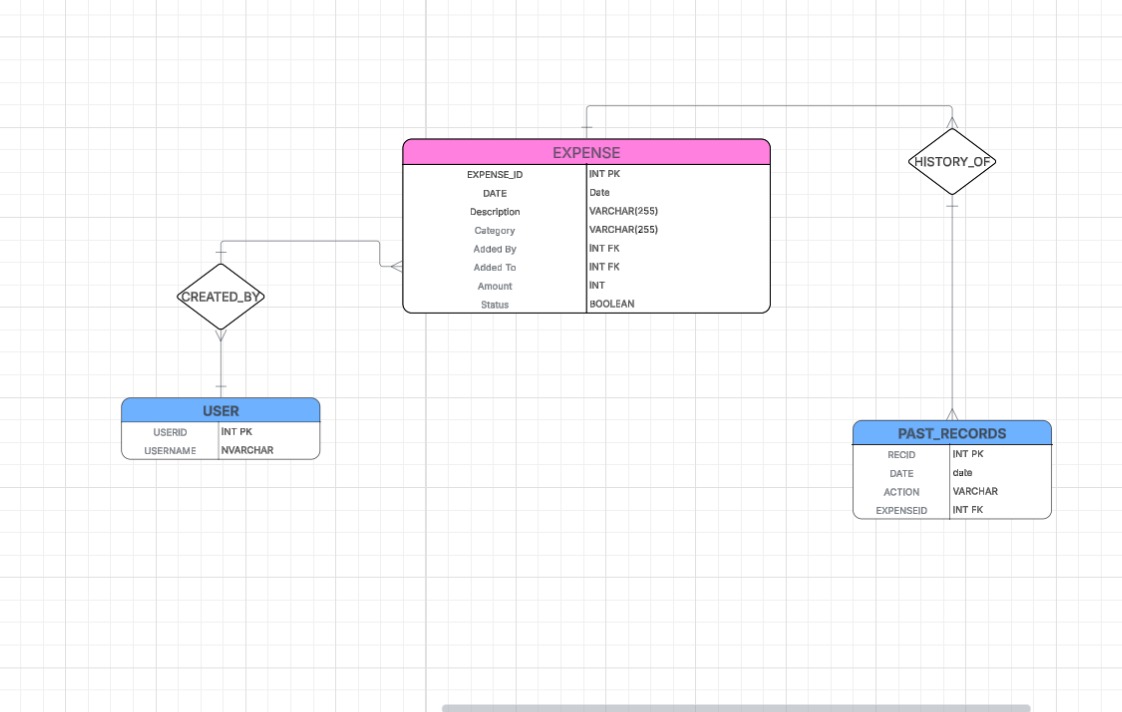 EXPENSE
EXPENSE_ID INT PK
DATE Date
Description VARCHAR(255)
Category VARCHAR(255)
Added By INT FK
Added To INT FK
Amount INT
Status BOOLEAN
HISTORY_OF
CREATED_BY
USER
USERID INT PK
USERNAME NVARCHAR
PAST_RECORDS
RECID INT PK
DATE date
ACTION VARCHAR
EXPENSEID INT FK